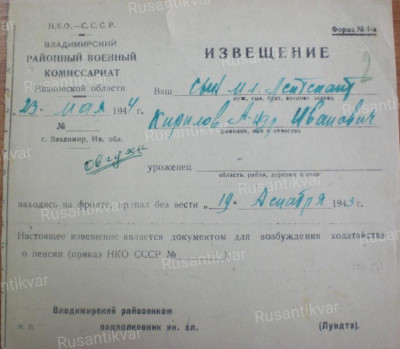 Н.К.О.—С.С.С.Р.
Форма № 4-а
ВЛАДИМИРСКИЙ
РАЙОННЫЙ ВОЕННЫЙ
КОМИССАРИАТ
Ивановской области
23 мая 1944 г.
№
г. Владимир, Ив. обл.
ИЗВЕЩЕНИЕ
Ваш сын мл. лейтенант
муж, сын, брат, военное звание
Иванович
фамилия, имя и отчество
уроженец
область, район, деревня и село
находясь на фронте, пропал без вести 19 декабря 1943 г.
Настоящее извещение является документом для возбуждения ходатайства
о пенсии (приказ НКО СССР № ).
Владимирский райвоенком
подполковник ин. сл.
(Лундта).
М. П.
Rusantikvar